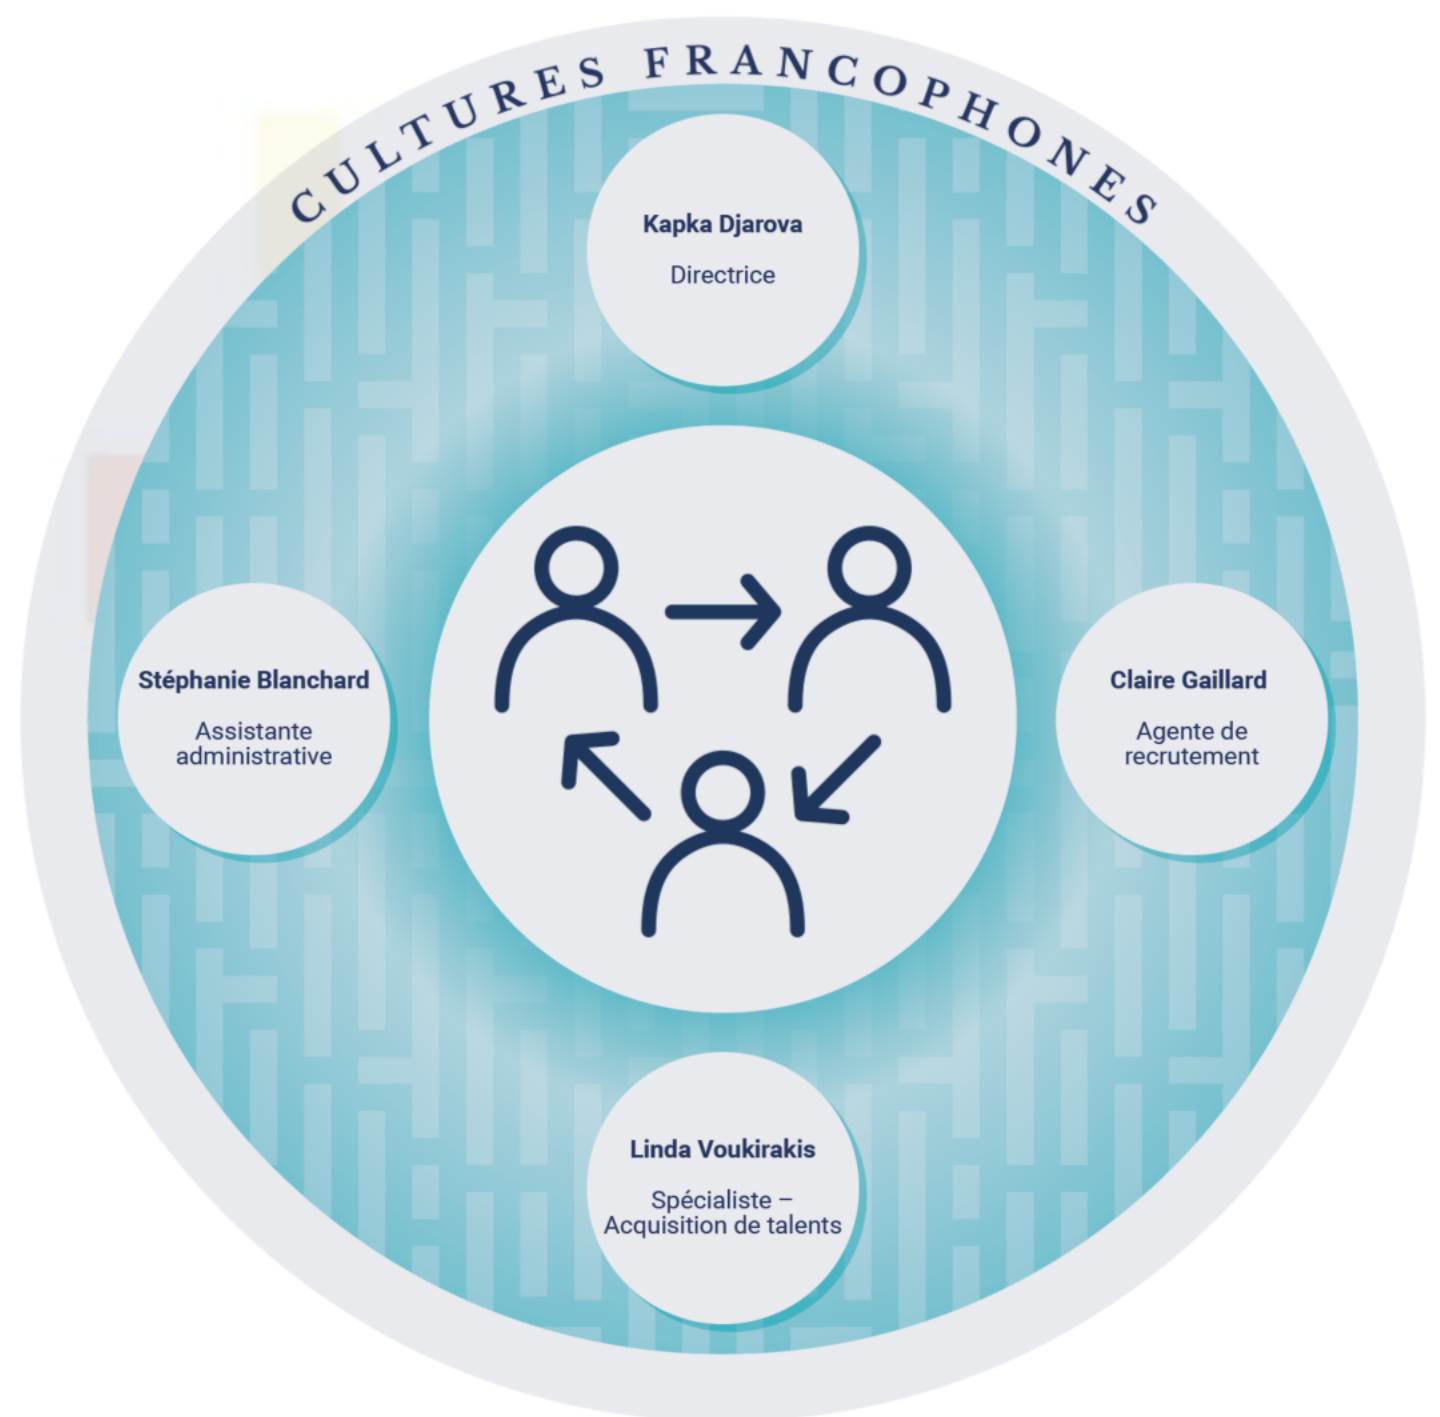 CULTURES FRANCOPHONES
Kapka Djarova
Directrice
Stéphanie Blanchard
Assistante
administrative
Claire Gaillard
Agente de
recrutement
Linda Voukirakis
Spécialiste –
Acquisition de talents